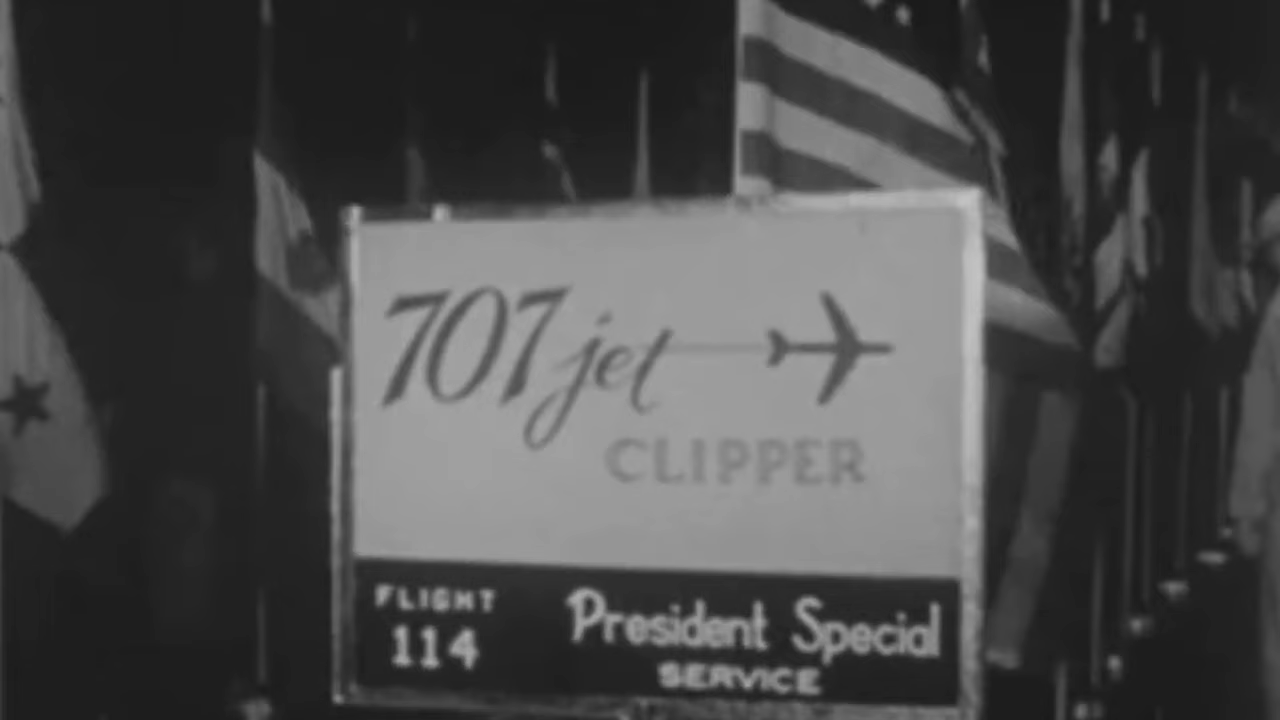 707 jet
CLIPPER
FLIGHT
114
President Special
SERVICE